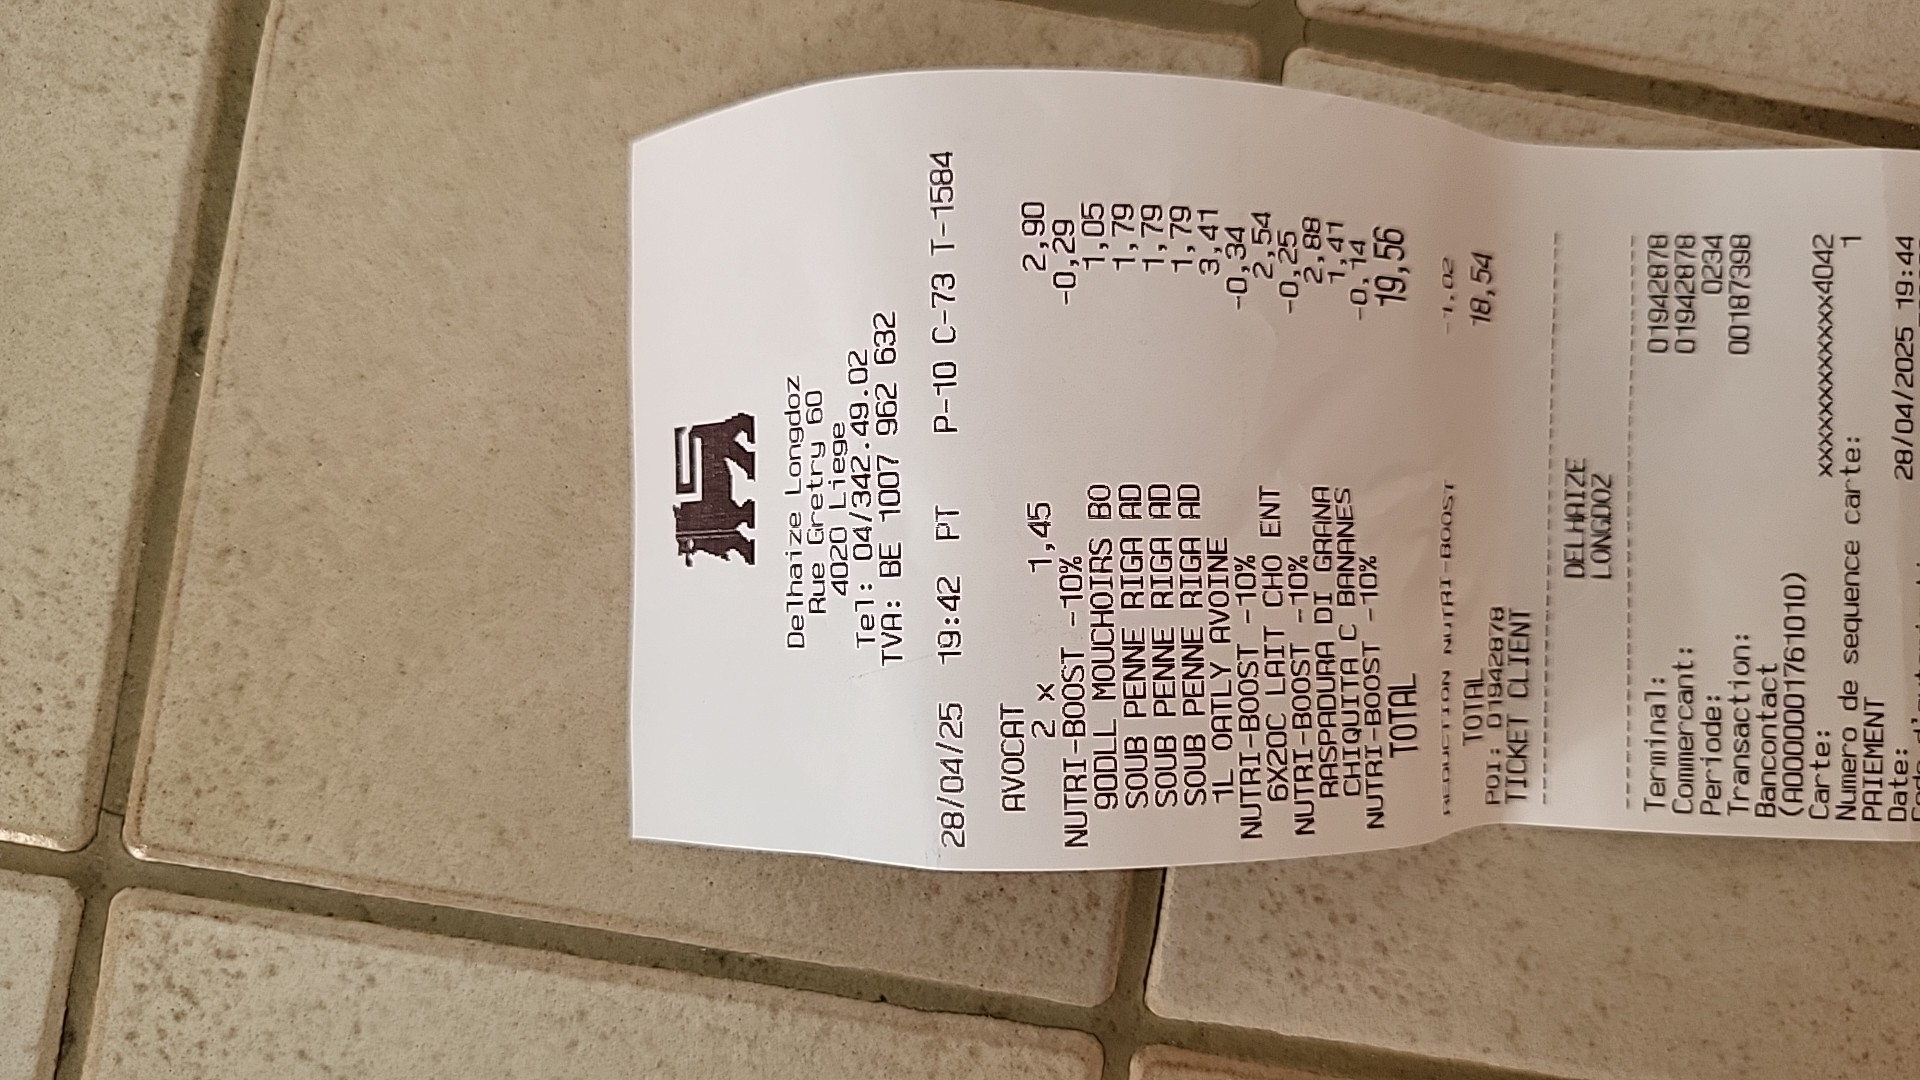 Delhaize Longdoz
Rue Gretry 60
4020 Liege
Tel: 04/342.49.02
TVA: BE 1007 962 632
28/04/25 19:42 PT P-10 C-73 T-1584
AVOCAT
2 x 1,45 2,90
NUTRI-BOOST -10% -0,29
90DLL MOUCHOIRS BO 1,05
SOUB PENNE RIGA AD 1,79
SOUB PENNE RIGA AD 1,79
SOUB PENNE RIGA AD 1,79
1L OATLY AVOINE 3,41
NUTRI-BOOST -10% -0,34
6X20C LAIT CHO ENT 2,54
NUTRI-BOOST -10% -0,25
RASPADURA DI GRANA 2,88
CHIQUITA C BANANES 1,41
NUTRI-BOOST -10% -0,14
TOTAL 19,56
REDUCTION NUTRI-BOOST -1,02
TOTAL 18,54
POI: 01942878
TICKET CLIENT
DELHAIZE
LONGDOZ
Terminal: 01942878
Commercant: 01942878
Periode: 0234
Transaction: 00187398
Bancontact
(A0000001761010)
Carte: xxxxxxxxxxxxx4042
Numero de sequence carte: 1
PAIEMENT
Date: 28/04/2025 19:44